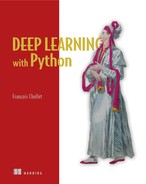 DEEP LEARNING
with Python
François Chollet
MANNING